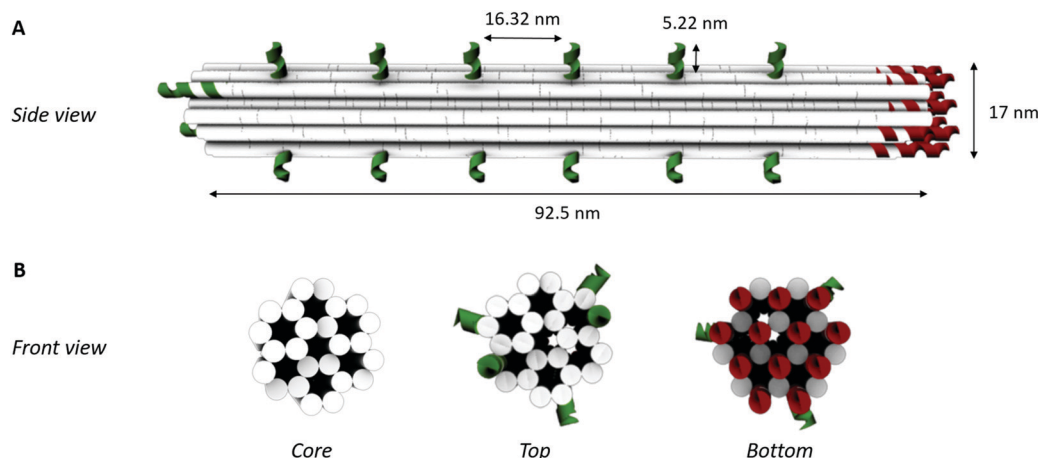 A
16.32 nm
5.22 nm
Side view
17 nm
92.5 nm
B
Front view
Core
Top
Bottom